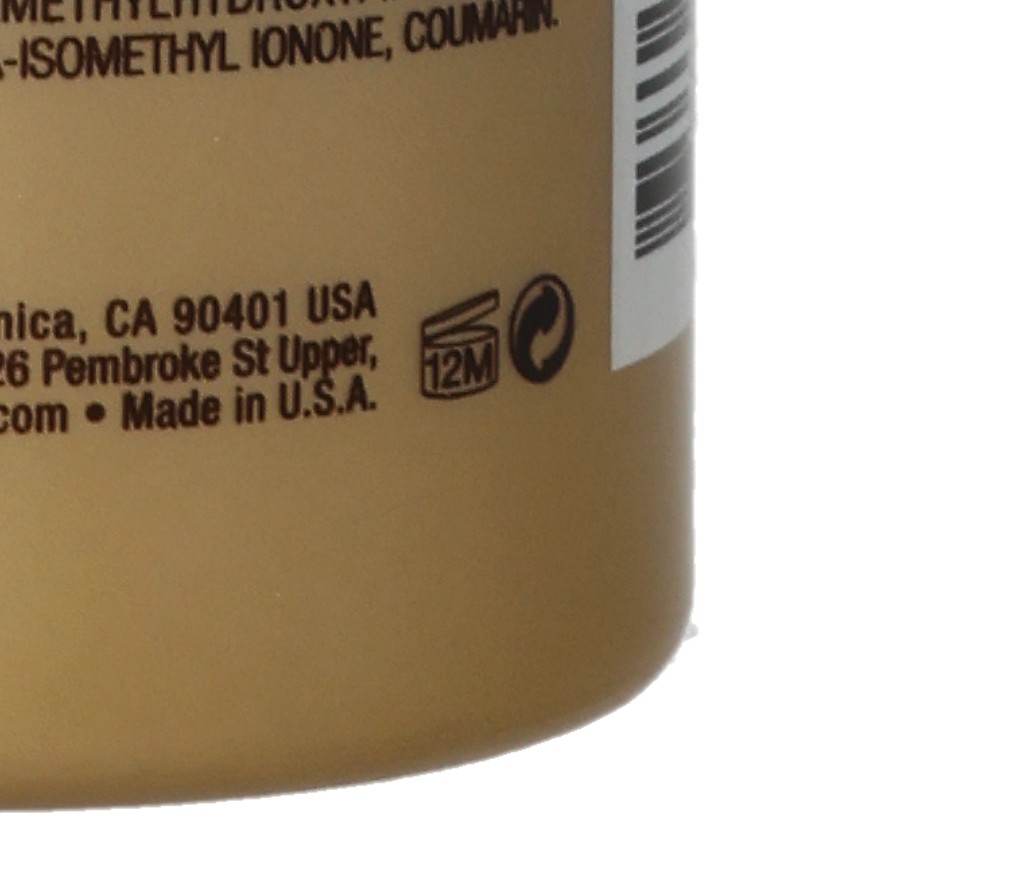 -ISOMETHYL IONONE, COUMARIN.
nica, CA 90401 USA
26 Pembroke St Upper,
com • Made in U.S.A.
12M